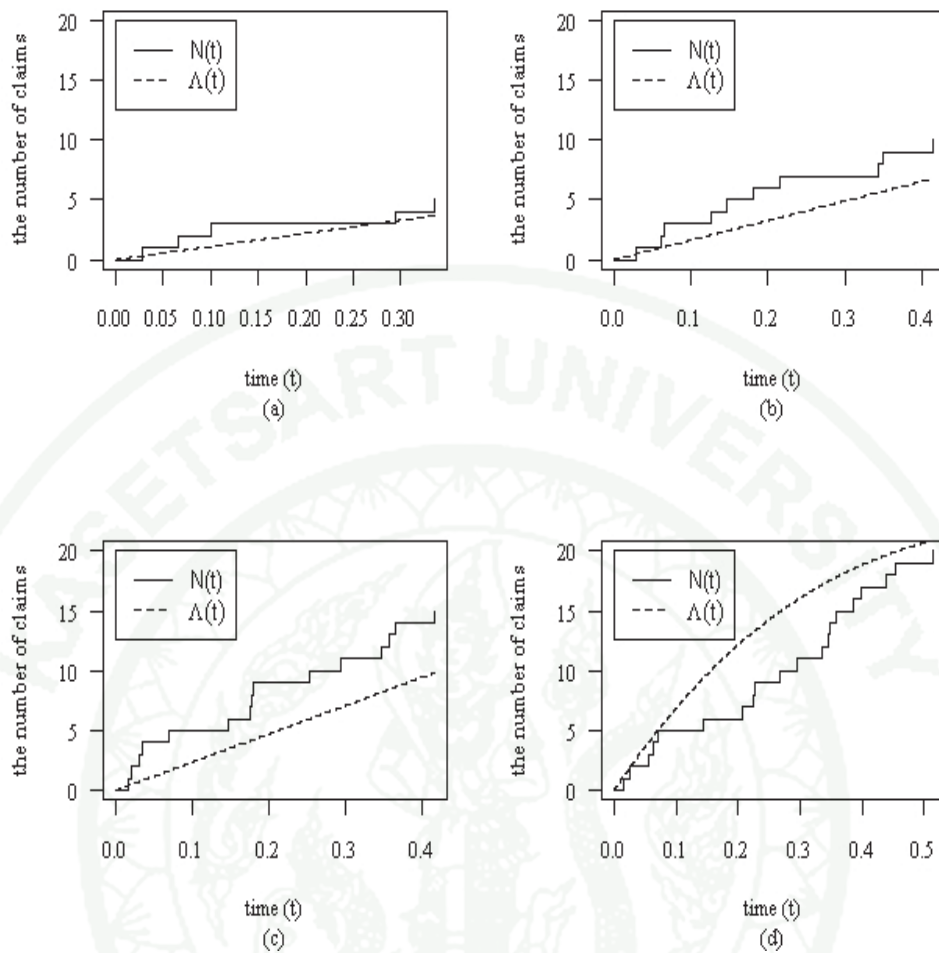 the number of claims
20
15
10
5
0
N(t)
Λ(t)
0.00 0.05 0.10 0.15 0.20 0.25 0.30
time (t)
(a)
the number of claims
20
15
10
5
0
N(t)
Λ(t)
0.0 0.1 0.2 0.3 0.4
time (t)
(b)
KASETSART UNIVERSITY
the number of claims
20
15
10
5
0
N(t)
Λ(t)
0.0 0.1 0.2 0.3 0.4
time (t)
(c)
the number of claims
20
15
10
5
0
N(t)
Λ(t)
0.0 0.1 0.2 0.3 0.4 0.5
time (t)
(d)